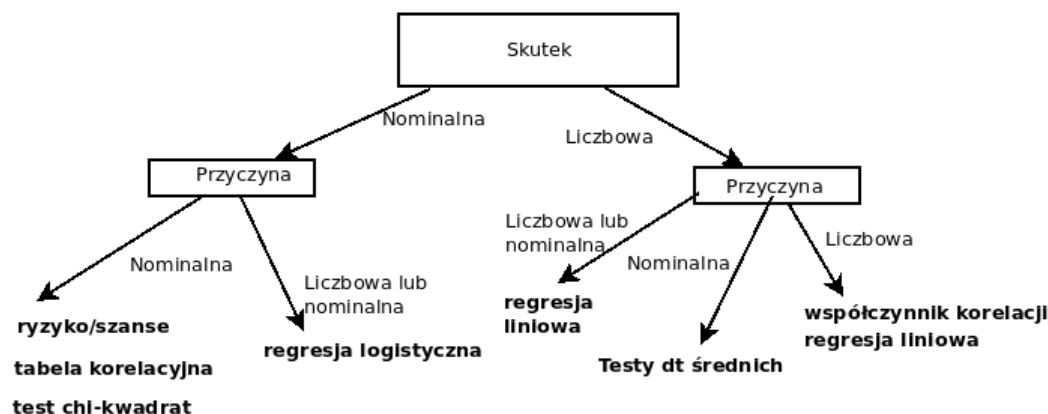 Skutek
Nominalna
Liczbowa
Przyczyna
Przyczyna
Nominalna
Liczbowa lub
nominalna
Liczbowa lub
nominalna
Nominalna
Liczbowa
ryzyko/szanse
tabela korelacyjna
test chi-kwadrat
regresja logistyczna
regresja
liniowa
Testy dt średnich
współczynnik korelacji
regresja liniowa